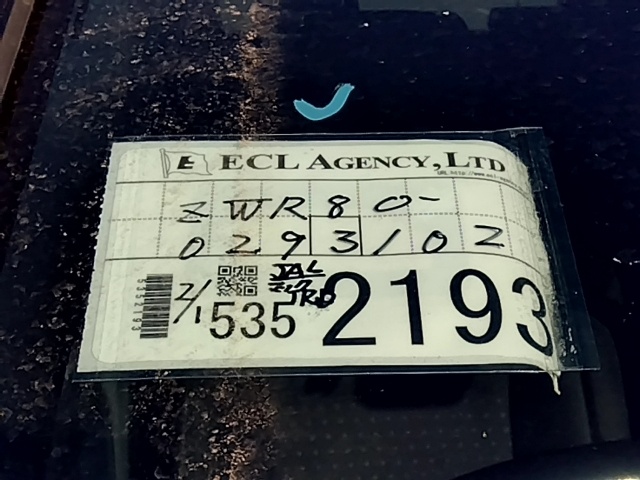 E ECL AGENCY, LTD
ZWR80-
0293102
2/1 535 2193